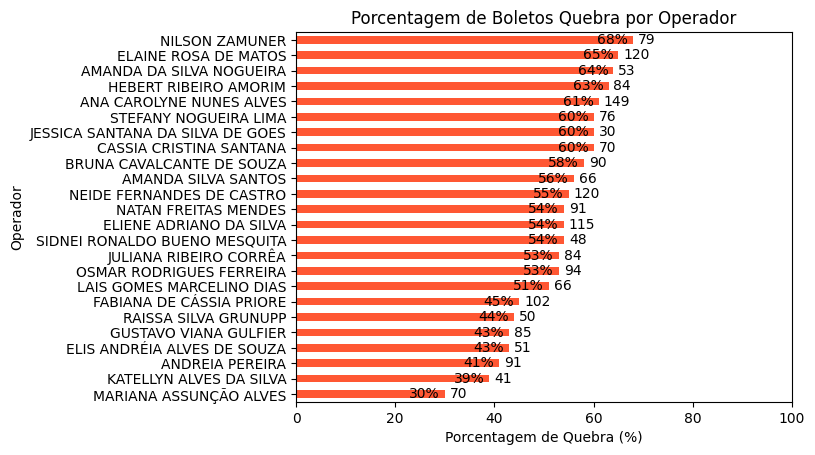 Porcentagem de Boletos Quebra por Operador
NILSON ZAMUNER 68% 79
ELAINE ROSA DE MATOS 65% 120
AMANDA DA SILVA NOGUEIRA 64% 53
HEBERT RIBEIRO AMORIM 63% 84
ANA CAROLYNE NUNES ALVES 61% 149
STEFANY NOGUEIRA LIMA 60% 76
JESSICA SANTANA DA SILVA DE GOES 60% 30
CASSIA CRISTINA SANTANA 60% 70
BRUNA CAVALCANTE DE SOUZA 58% 90
AMANDA SILVA SANTOS 56% 66
NEIDE FERNANDES DE CASTRO 55% 120
NATAN FREITAS MENDES 54% 91
ELIENE ADRIANO DA SILVA 54% 115
SIDNEI RONALDO BUENO MESQUITA 54% 48
JULIANA RIBEIRO CORRÊA 53% 84
OSMAR RODRIGUES FERREIRA 53% 94
LAIS GOMES MARCELINO DIAS 51% 66
FABIANA DE CÁSSIA PRIORE 45% 102
RAISSA SILVA GRUNUPP 44% 50
GUSTAVO VIANA GULFIER 43% 85
ELIS ANDRÉIA ALVES DE SOUZA 43% 51
ANDREIA PEREIRA 41% 91
KATELLYN ALVES DA SILVA 39% 41
MARIANA ASSUNÇÃO ALVES 30% 70
Operador
0 20 40 60 80 100
Porcentagem de Quebra (%)